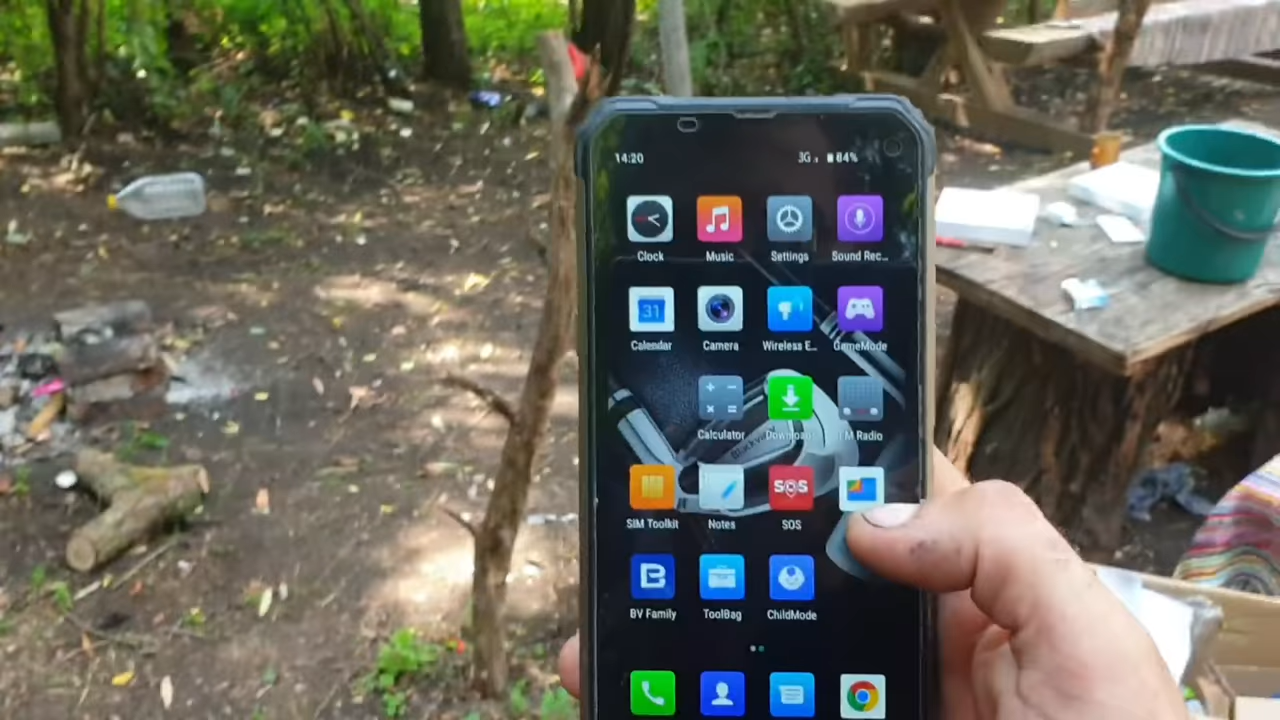 14:20 3G 84%
Clock Music Settings Sound Rec...
31
Calendar Camera Wireless E... GameMode
Calculator FM Radio
SOS
SIM Toolkit Notes SOS
BV Family ToolBag ChildMode